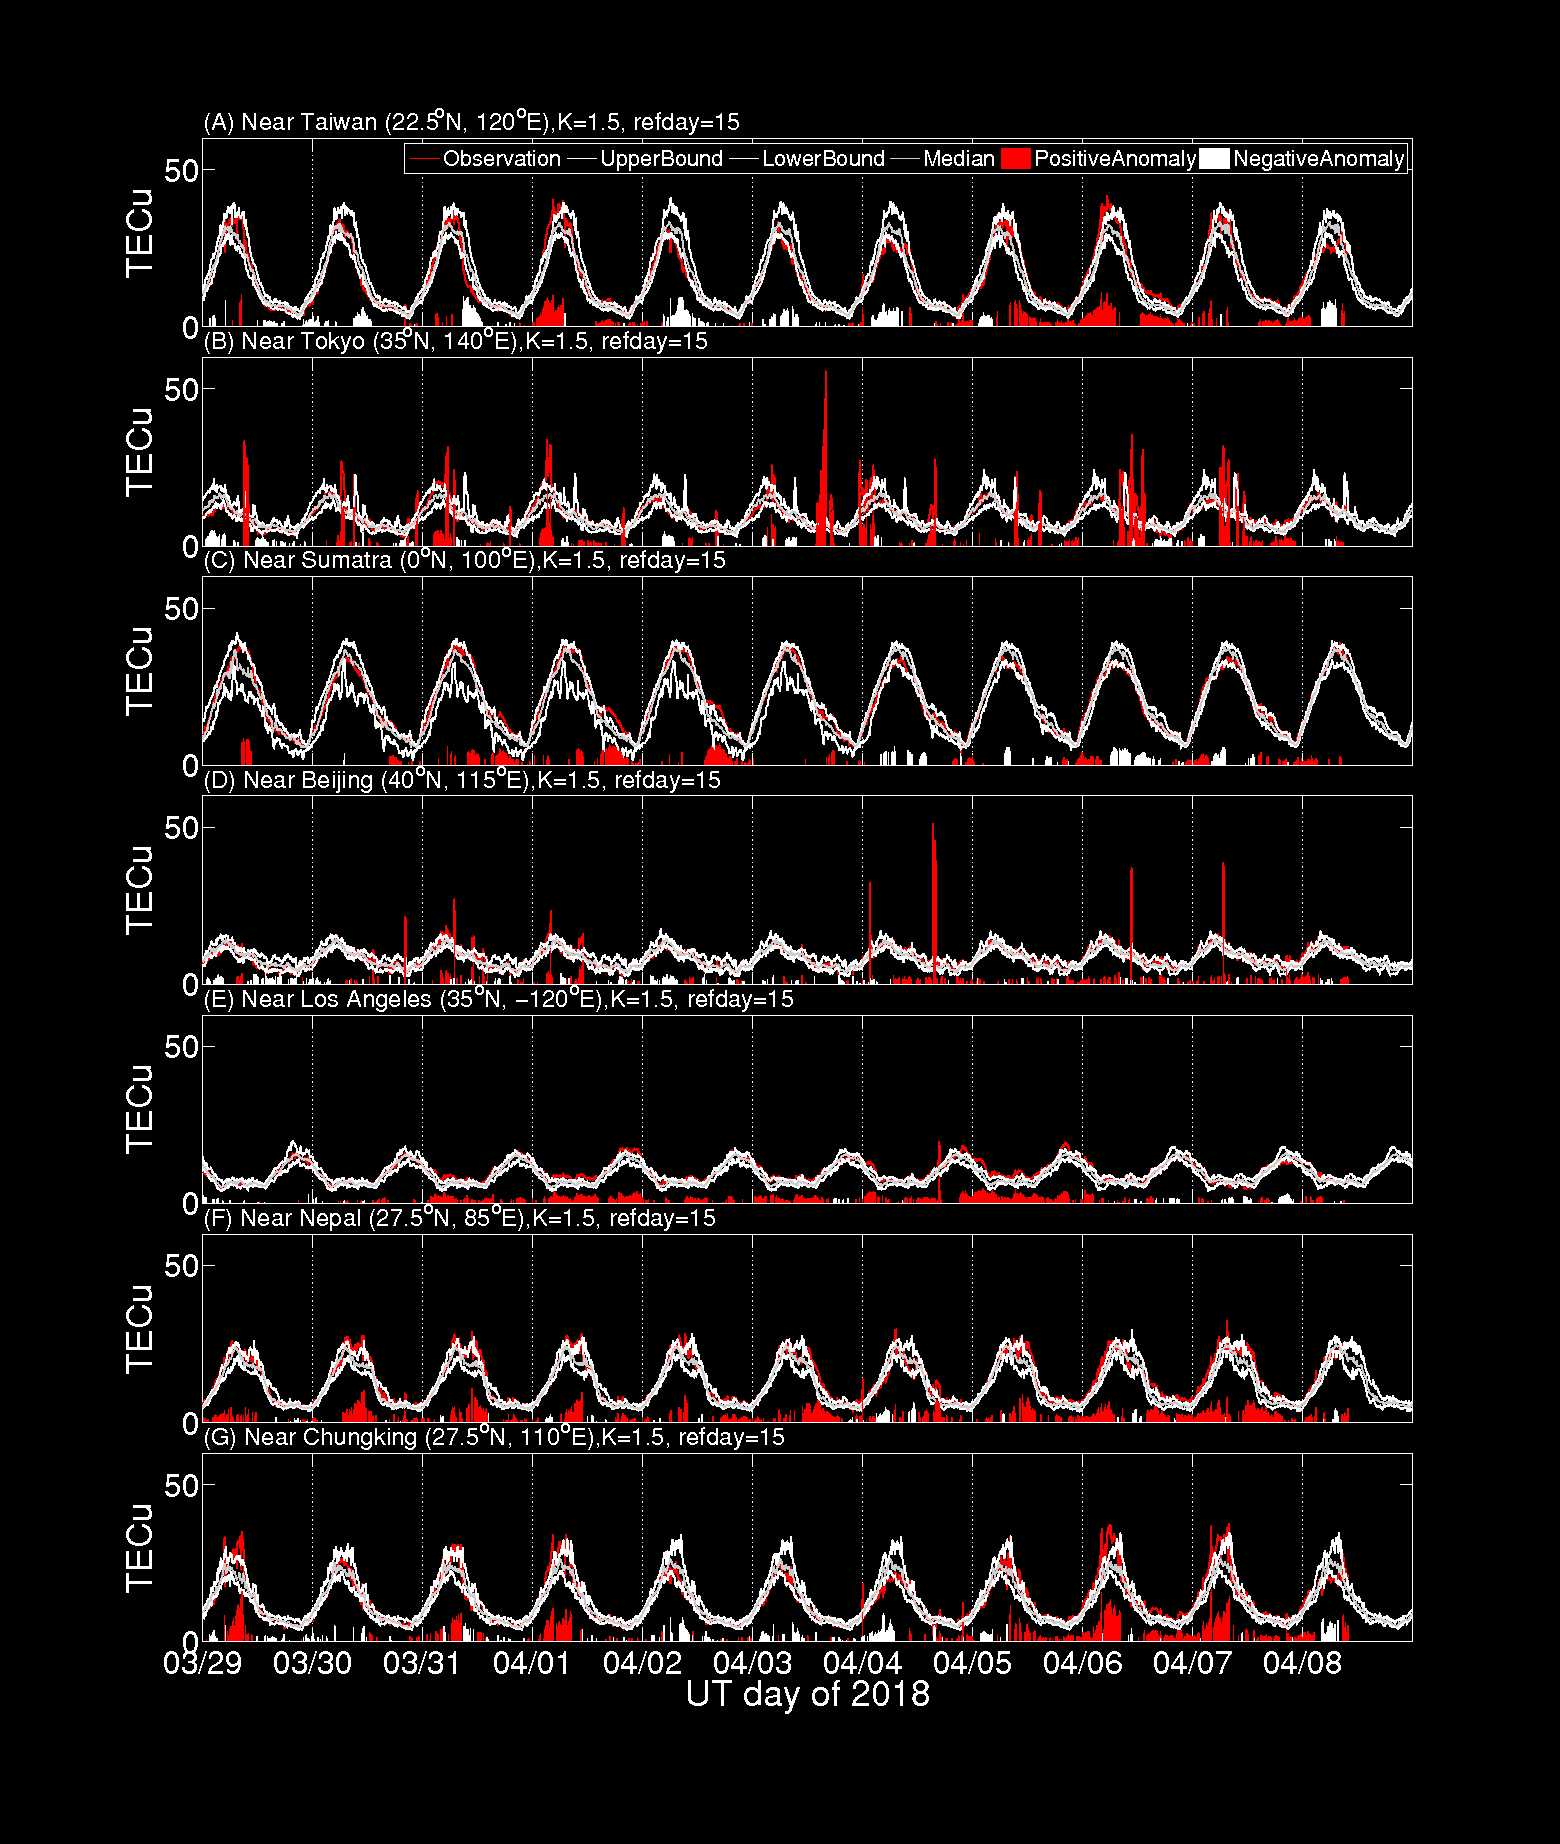 (A) Near Taiwan (22.5°N, 120°E),K=1.5, refday=15
Observation UpperBound LowerBound Median PositiveAnomaly NegativeAnomaly
50
TECu
0
(B) Near Tokyo (35°N, 140°E),K=1.5, refday=15
50
TECu
0
(C) Near Sumatra (0°N, 100°E),K=1.5, refday=15
50
TECu
0
(D) Near Beijing (40°N, 115°E),K=1.5, refday=15
50
TECu
0
(E) Near Los Angeles (35°N, −120°E),K=1.5, refday=15
50
TECu
0
(F) Near Nepal (27.5°N, 85°E),K=1.5, refday=15
50
TECu
0
(G) Near Chungking (27.5°N, 110°E),K=1.5, refday=15
50
TECu
0
03/29 03/30 03/31 04/01 04/02 04/03 04/04 04/05 04/06 04/07 04/08
UT day of 2018